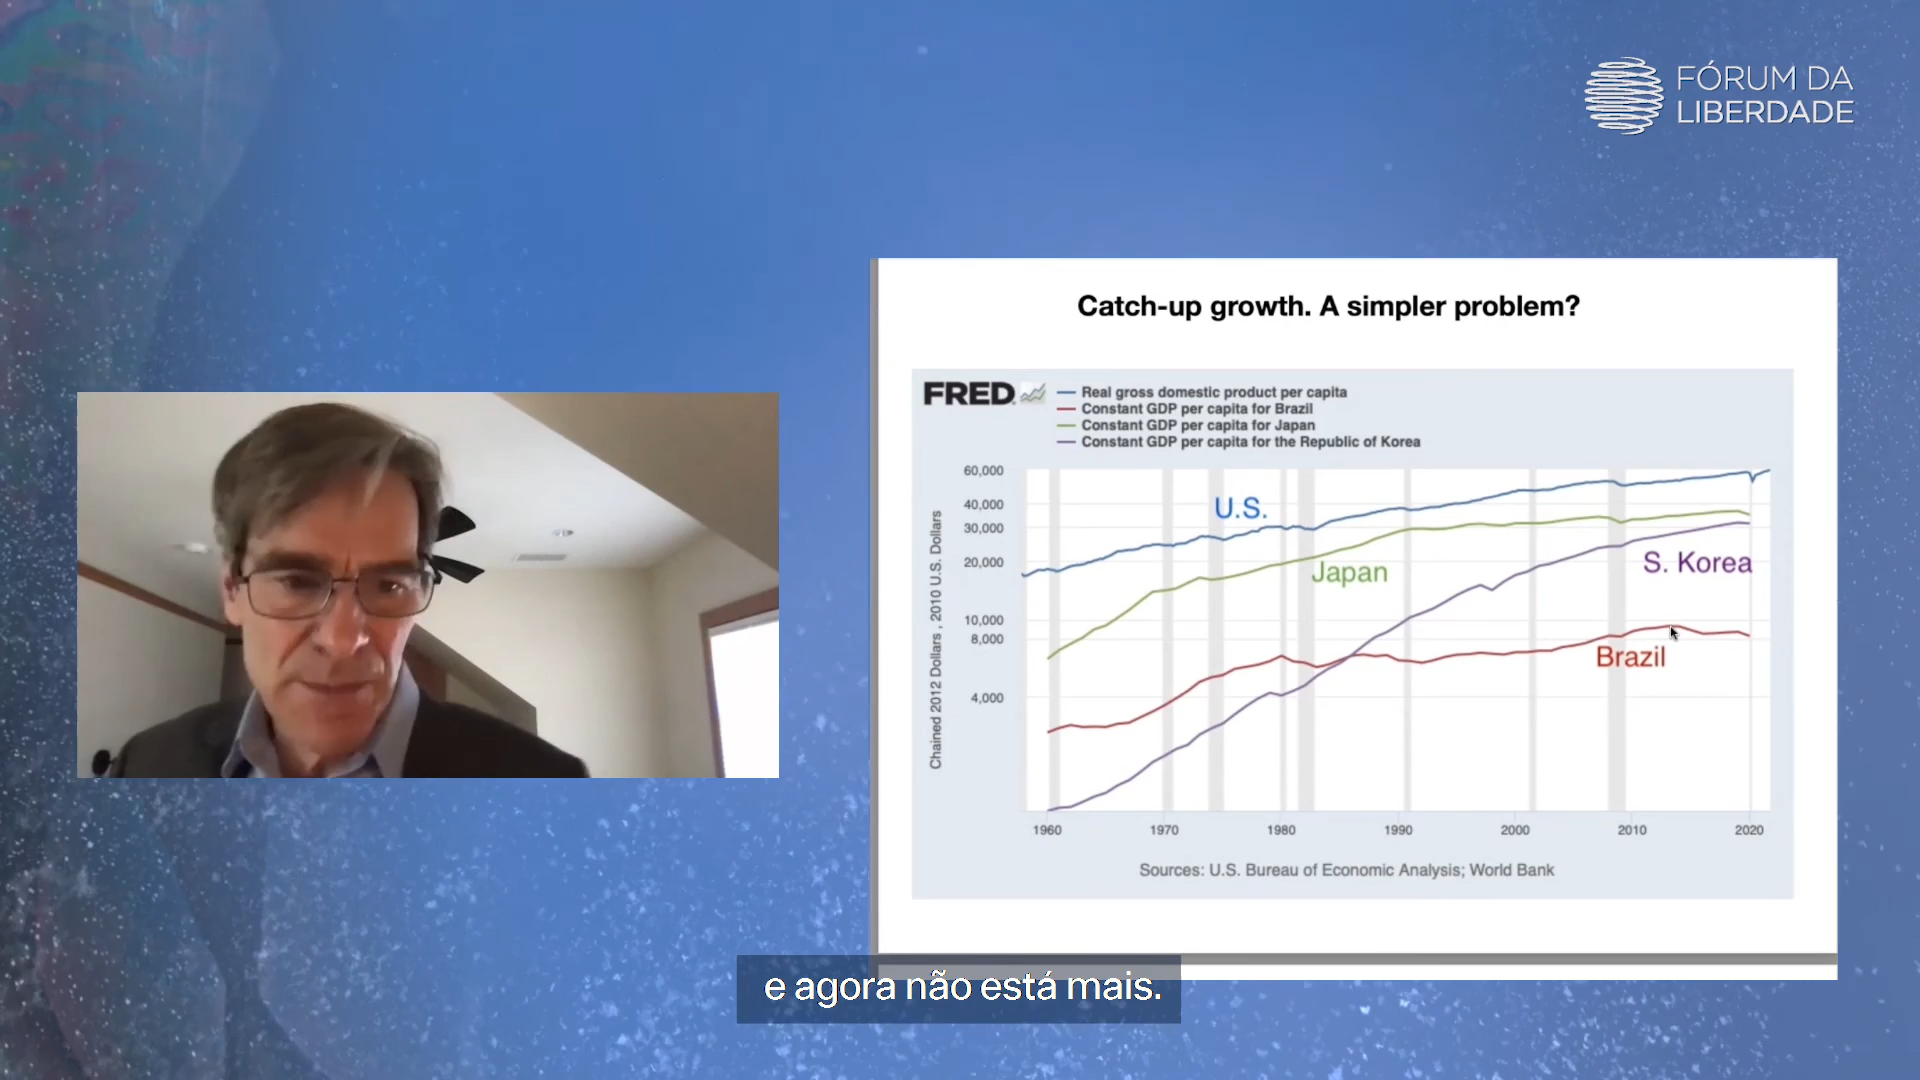 FÓRUM DA
LIBERDADE
Catch-up growth. A simpler problem?
FRED
Real gross domestic product per capita
Constant GDP per capita for Brazil
Constant GDP per capita for Japan
Constant GDP per capita for the Republic of Korea
Chained 2012 Dollars , 2010 U.S. Dollars
60,000
40,000
30,000
20,000
10,000
8,000
4,000
U.S.
Japan
S. Korea
Brazil
1960 1970 1980 1990 2000 2010 2020
Sources: U.S. Bureau of Economic Analysis; World Bank
e agora não está mais.